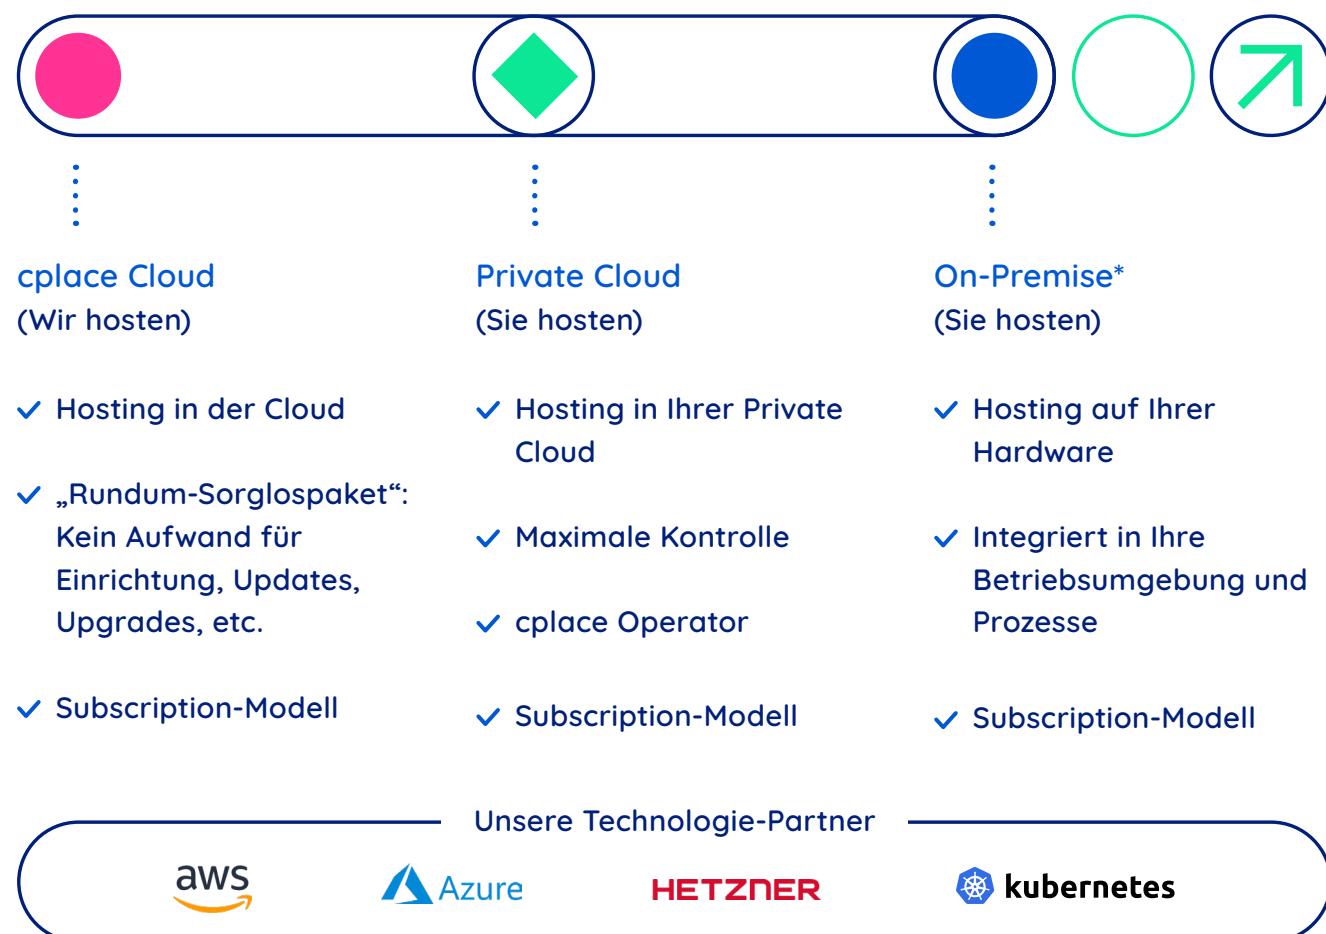 cplace Cloud
(Wir hosten)
Hosting in der Cloud
„Rundum-Sorglospaket“:
Kein Aufwand für
Einrichtung, Updates,
Upgrades, etc.
Subscription-Modell
Private Cloud
(Sie hosten)
Hosting in Ihrer Private
Cloud
Maximale Kontrolle
cplace Operator
Subscription-Modell
On-Premise*
(Sie hosten)
Hosting auf Ihrer
Hardware
Integriert in Ihre
Betriebsumgebung und
Prozesse
Subscription-Modell
Unsere Technologie-Partner
aws
Azure
HETZNER
kubernetes